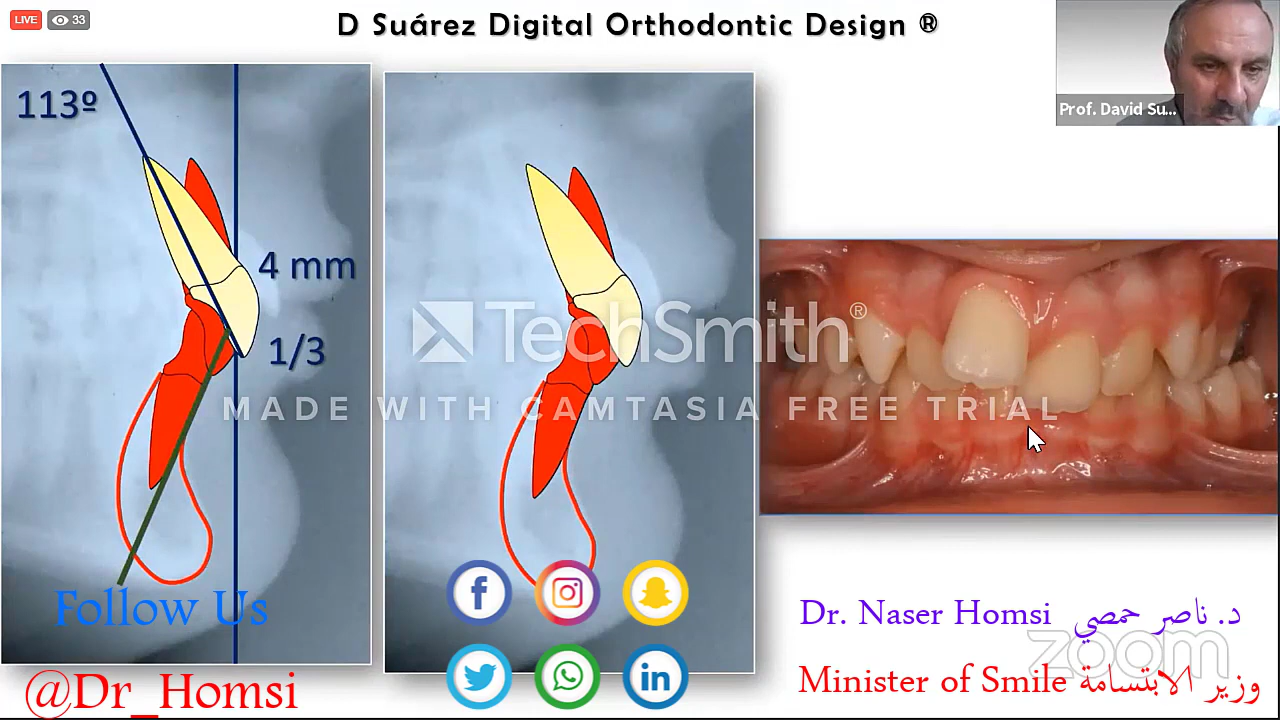 LIVE 33
D Suárez Digital Orthodontic Design ®
Prof. David Su...
113º
4 mm
1/3
TechSmith®
MADE WITH CAMTASIA FREE TRIAL
Follow Us
@Dr_Homsi
Dr. Naser Homsi د. ناصر حمصي
zoom
Minister of Smile وزير الابتسامة